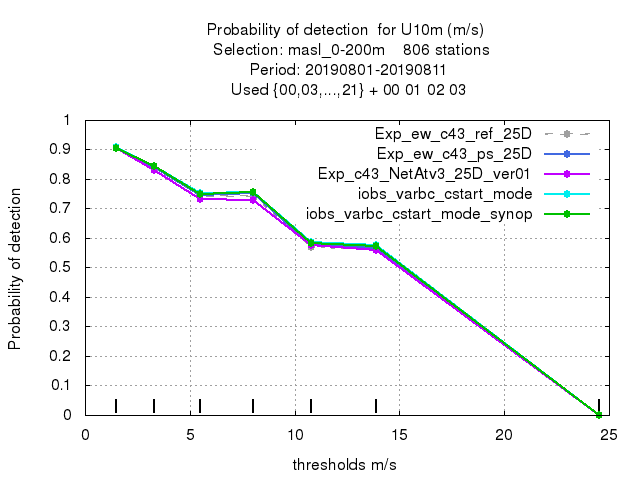 Probability of detection  for U10m (m/s)
Selection: masl_0-200m    806 stations
Period: 20190801-20190811
Used {00,03,...,21} + 00 01 02 03
Exp_ew_c43_ref_25D
Exp_ew_c43_ps_25D
Exp_c43_NetAtv3_25D_ver01
iobs_varbc_cstart_mode
iobs_varbc_cstart_mode_synop
Probability of detection
1
0.9
0.8
0.7
0.6
0.5
0.4
0.3
0.2
0.1
0
0 5 10 15 20 25
thresholds m/s